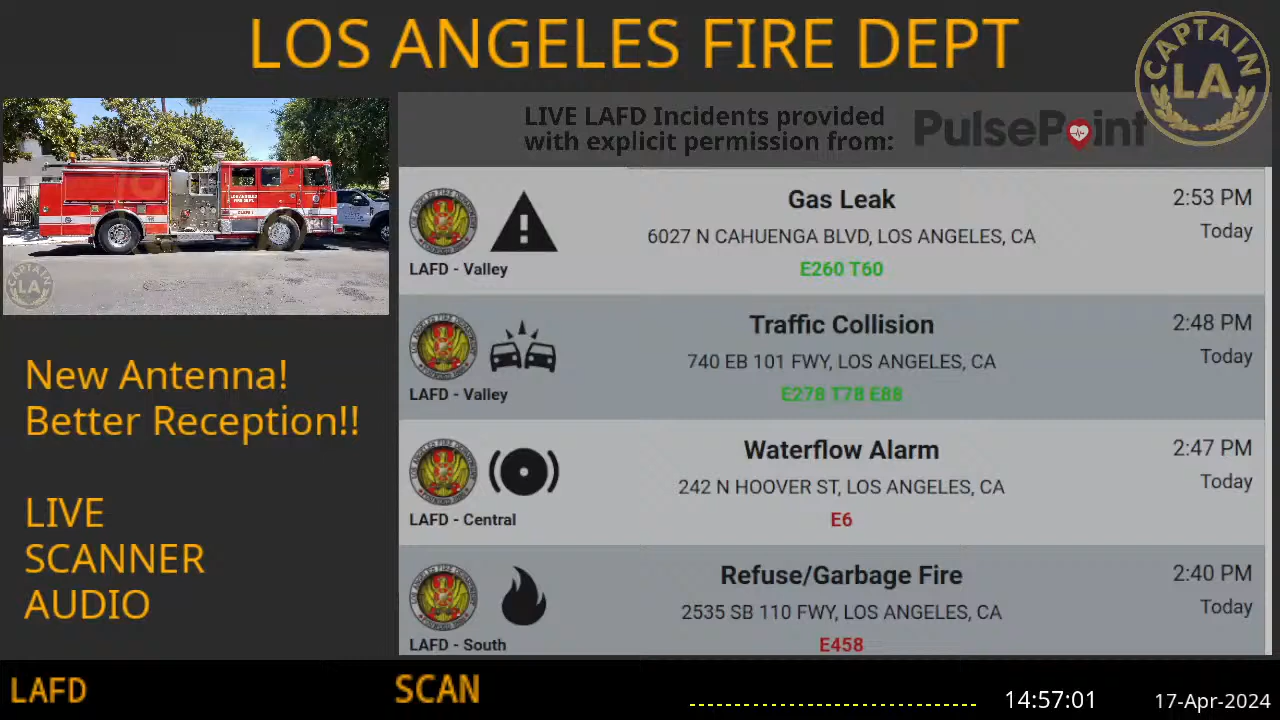 LOS ANGELES FIRE DEPT
CAPTAIN
LA
LIVE LAFD Incidents provided
with explicit permission from:
PulsePoint
Gas Leak
2:53 PM
6027 N CAHUENGA BLVD, LOS ANGELES, CA
Today
LAFD - Valley
E260 T60
Traffic Collision
2:48 PM
740 EB 101 FWY, LOS ANGELES, CA
Today
LAFD - Valley
E278 T78 E88
Waterflow Alarm
2:47 PM
242 N HOOVER ST, LOS ANGELES, CA
Today
LAFD - Central
E6
Refuse/Garbage Fire
2:40 PM
2535 SB 110 FWY, LOS ANGELES, CA
Today
LAFD - South
E458
CAPTAIN
LA
New Antenna!
Better Reception!!
LIVE
SCANNER
AUDIO
LAFD
SCAN
14:57:01
17-Apr-2024